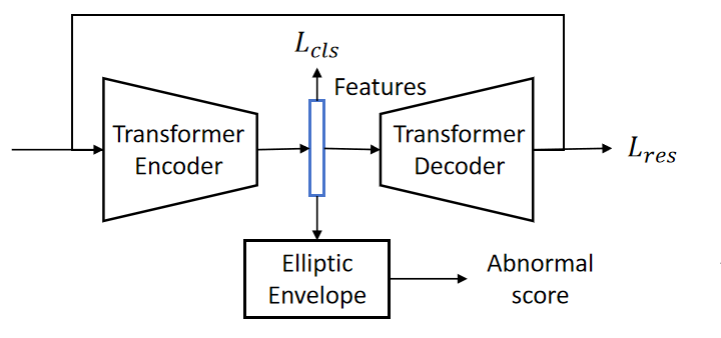 L_cls
Features
Transformer
Encoder
Transformer
Decoder
L_res
Elliptic
Envelope
Abnormal
score